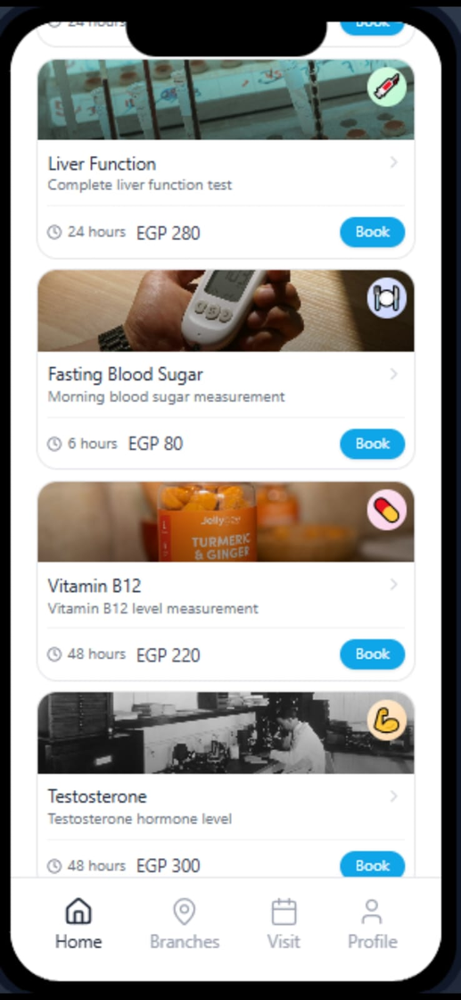 24 hours
Book
Liver Function
Complete liver function test
24 hours EGP 280 Book
Fasting Blood Sugar
Morning blood sugar measurement
6 hours EGP 80 Book
TURMERIC
& GINGER
Vitamin B12
Vitamin B12 level measurement
48 hours EGP 220 Book
Testosterone
Testosterone hormone level
48 hours EGP 300 Book
Home Branches Visit Profile